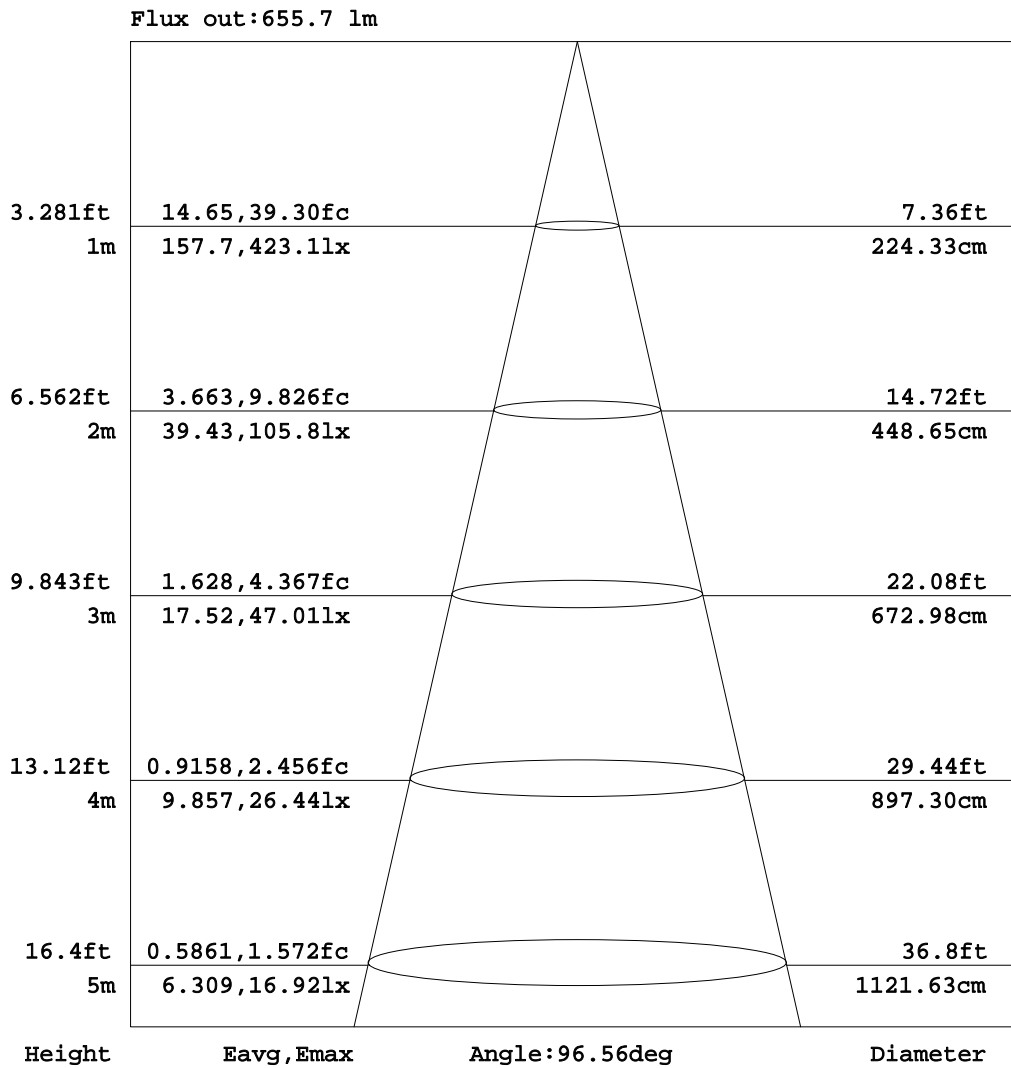 Flux out:655.7 lm
3.281ft 14.65,39.30fc 7.36ft
1m 157.7,423.1lx 224.33cm
6.562ft 3.663,9.826fc 14.72ft
2m 39.43,105.8lx 448.65cm
9.843ft 1.628,4.367fc 22.08ft
3m 17.52,47.01lx 672.98cm
13.12ft 0.9158,2.456fc 29.44ft
4m 9.857,26.44lx 897.30cm
16.4ft 0.5861,1.572fc 36.8ft
5m 6.309,16.92lx 1121.63cm
Height Eavg,Emax Angle:96.56deg Diameter